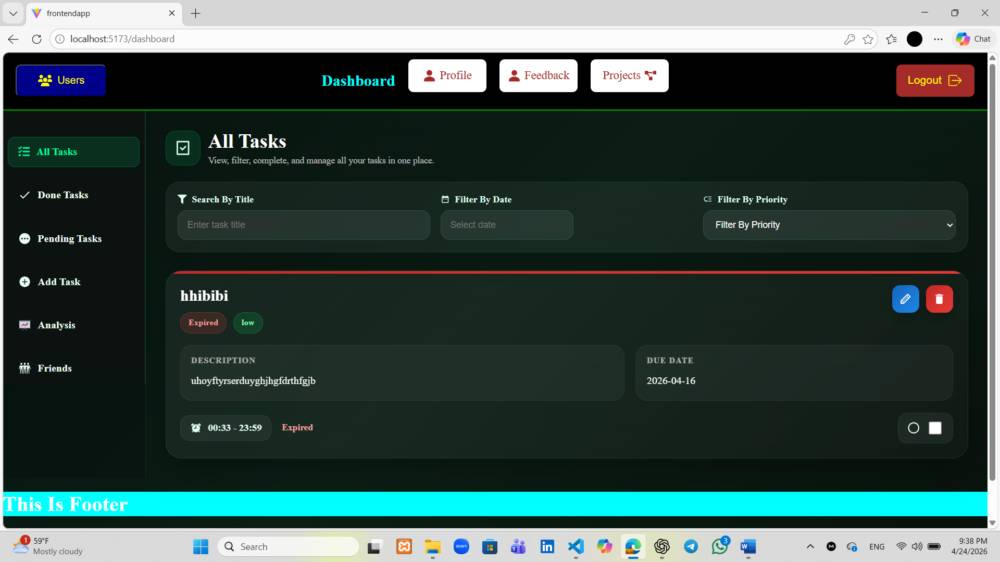 frontendapp
localhost:5173/dashboard
Chat
Users
Dashboard
Profile
Feedback
Projects
Logout
All Tasks
Done Tasks
Pending Tasks
Add Task
Analysis
Friends
All Tasks
View, filter, complete, and manage all your tasks in one place.
Search By Title
Enter task title
Filter By Date
Select date
Filter By Priority
Filter By Priority
hhibibi
Expired
low
DESCRIPTION
uhoyftyrserduyghjhgfdrthfgjb
DUE DATE
2026-04-16
00:33 - 23:59
Expired
This Is Footer
1
59°F
Mostly cloudy
Search
3
ENG
9:38 PM
4/24/2026